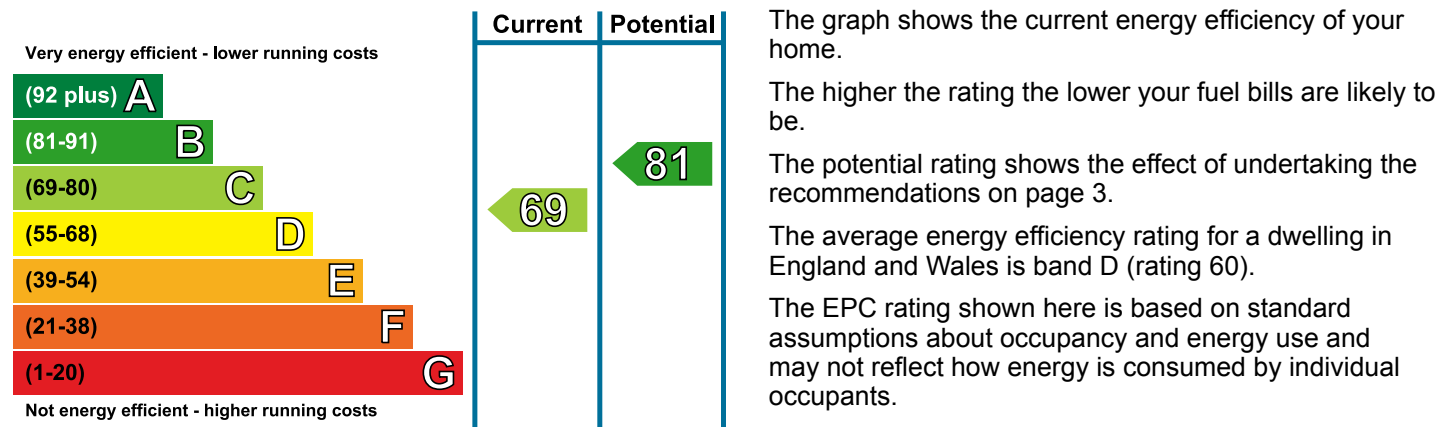 Current Potential
Very energy efficient - lower running costs
(92 plus) A
(81-91) B
(69-80) C
(55-68) D
(39-54) E
(21-38) F
(1-20) G
Not energy efficient - higher running costs
81
69
The graph shows the current energy efficiency of your
home.
The higher the rating the lower your fuel bills are likely to
be.
The potential rating shows the effect of undertaking the
recommendations on page 3.
The average energy efficiency rating for a dwelling in
England and Wales is band D (rating 60).
The EPC rating shown here is based on standard
assumptions about occupancy and energy use and
may not reflect how energy is consumed by individual
occupants.